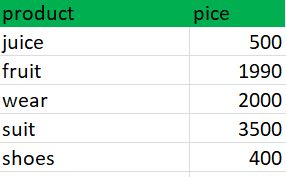 product pice
juice 500
fruit 1990
wear 2000
suit 3500
shoes 400